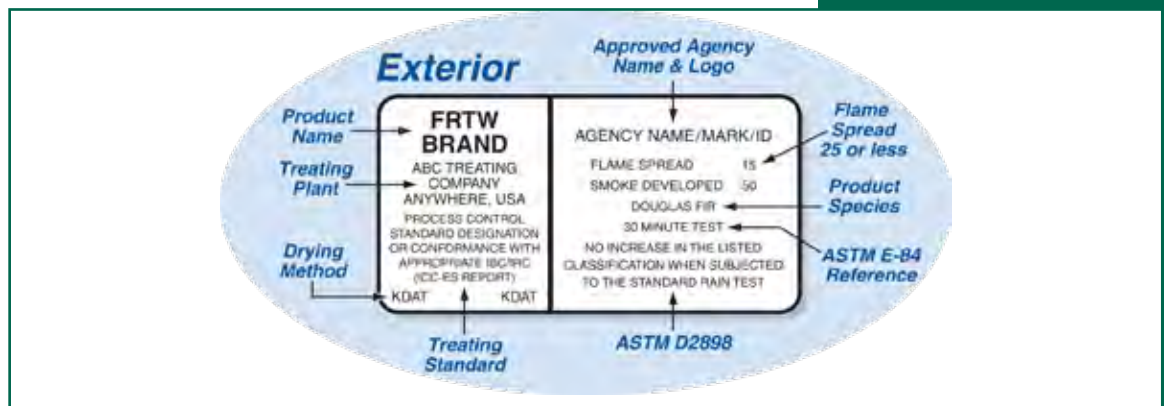 Exterior
Approved Agency
Name & Logo
Product
Name
FRTW
BRAND
AGENCY NAME/MARK/ID
Flame
Spread
25 or less
Treating
Plant
ABC TREATING
COMPANY
ANYWHERE, USA
FLAME SPREAD 15
SMOKE DEVELOPED 50
DOUGLAS FIR
30 MINUTE TEST
Product
Species
PROCESS CONTROL
STANDARD DESIGNATION
OR CONFORMANCE WITH
APPROPRIATE IBC/IRC
(ICC-ES REPORT)
NO INCREASE IN THE LISTED
CLASSIFICATION WHEN SUBJECTED
TO THE STANDARD RAIN TEST
ASTM E-84
Reference
Drying
Method
KDAT KDAT
Treating
Standard
ASTM D2898